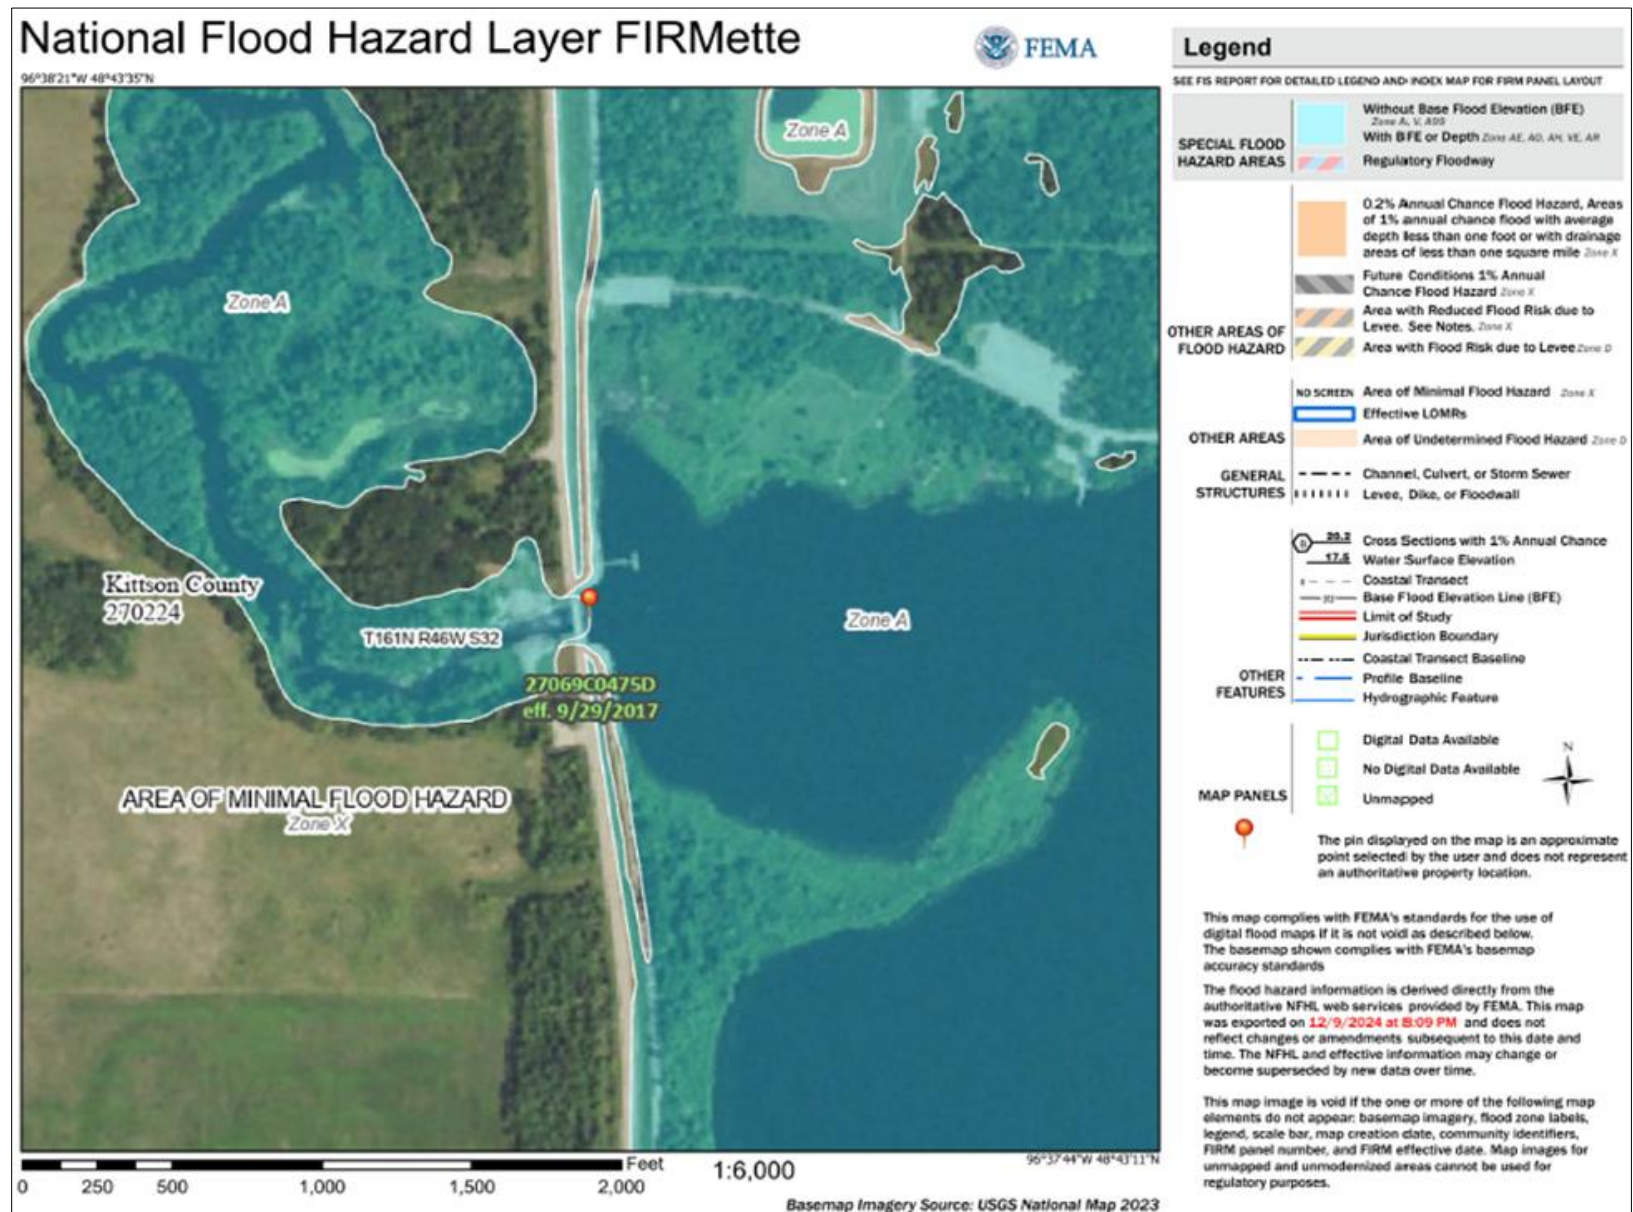 National Flood Hazard Layer FIRMette
FEMA
96°38'21"W 48°43'35"N
Zone A
Zone A
Kittson County
270224
T161N R46W S32
Zone A
27069C0475D
eff. 9/29/2017
AREA OF MINIMAL FLOOD HAZARD
Zone X
Feet
1:6,000
96°37'44"W 48°43'11"N
0 250 500 1,000 1,500 2,000
Basemap Imagery Source: USGS National Map 2023
Legend
SEE FIS REPORT FOR DETAILED LEGEND AND INDEX MAP FOR FIRM PANEL LAYOUT
SPECIAL FLOOD
HAZARD AREAS
Without Base Flood Elevation (BFE)
Zone A, V, A99
With BFE or Depth Zone AE, AO, AH, VE, AR
Regulatory Floodway
OTHER AREAS OF
FLOOD HAZARD
0.2% Annual Chance Flood Hazard, Areas
of 1% annual chance flood with average
depth less than one foot or with drainage
areas of less than one square mile Zone X
Future Conditions 1% Annual
Chance Flood Hazard Zone X
Area with Reduced Flood Risk due to
Levee. See Notes. Zone X
Area with Flood Risk due to Levee Zone D
OTHER AREAS
NO SCREEN Area of Minimal Flood Hazard Zone X
Effective LOMRs
Area of Undetermined Flood Hazard Zone D
GENERAL
STRUCTURES
Channel, Culvert, or Storm Sewer
Levee, Dike, or Floodwall
OTHER
FEATURES
20.2 Cross Sections with 1% Annual Chance
17.5 Water Surface Elevation
Coastal Transect
Base Flood Elevation Line (BFE)
Limit of Study
Jurisdiction Boundary
Coastal Transect Baseline
Profile Baseline
Hydrographic Feature
MAP PANELS
Digital Data Available
No Digital Data Available
Unmapped
N
The pin displayed on the map is an approximate
point selected by the user and does not represent
an authoritative property location.
This map complies with FEMA's standards for the use of
digital flood maps if it is not void as described below.
The basemap shown complies with FEMA's basemap
accuracy standards
The flood hazard information is derived directly from the
authoritative NFHL web services provided by FEMA. This map
was exported on 12/9/2024 at 8:09 PM and does not
reflect changes or amendments subsequent to this date and
time. The NFHL and effective information may change or
become superseded by new data over time.
This map image is void if the one or more of the following map
elements do not appear: basemap imagery, flood zone labels,
legend, scale bar, map creation date, community identifiers,
FIRM panel number, and FIRM effective date. Map images for
unmapped and unmodernized areas cannot be used for
regulatory purposes.